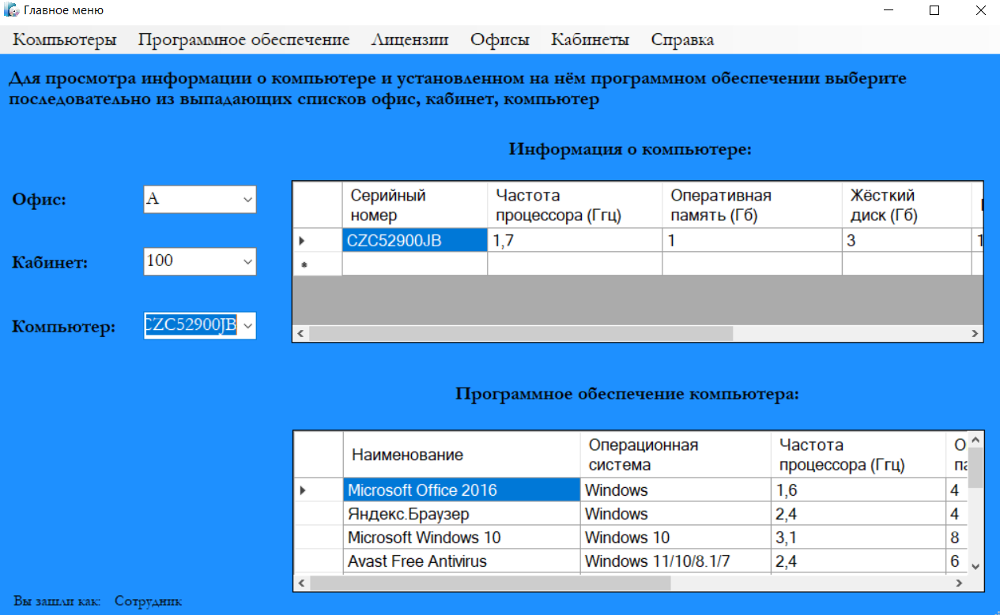 Главное меню
Компьютеры Программное обеспечение Лицензии Офисы Кабинеты Справка
Для просмотра информации о компьютере и установленном на нём программном обеспечении выберите
последовательно из выпадающих списков офис, кабинет, компьютер
Информация о компьютере:
Офис: A
Кабинет: 100
Компьютер: CZC52900JB
Серийный номер Частота процессора (Ггц) Оперативная память (Гб) Жёсткий диск (Гб)
CZC52900JB 1,7 1 3 1
Программное обеспечение компьютера:
Наименование Операционная система Частота процессора (Ггц)
Microsoft Office 2016 Windows 1,6 4
Яндекс.Браузер Windows 2,4 4
Microsoft Windows 10 Windows 10 3,1 8
Avast Free Antivirus Windows 11/10/8.1/7 2,4 6
Вы зашли как: Сотрудник